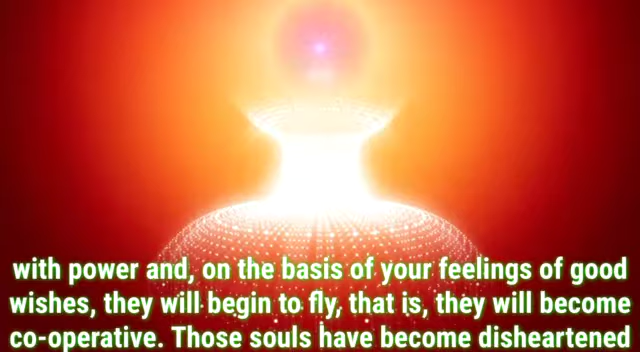 with power and, on the basis of your feelings of good
wishes, they will begin to fly, that is, they will become
co-operative. Those souls have become disheartened